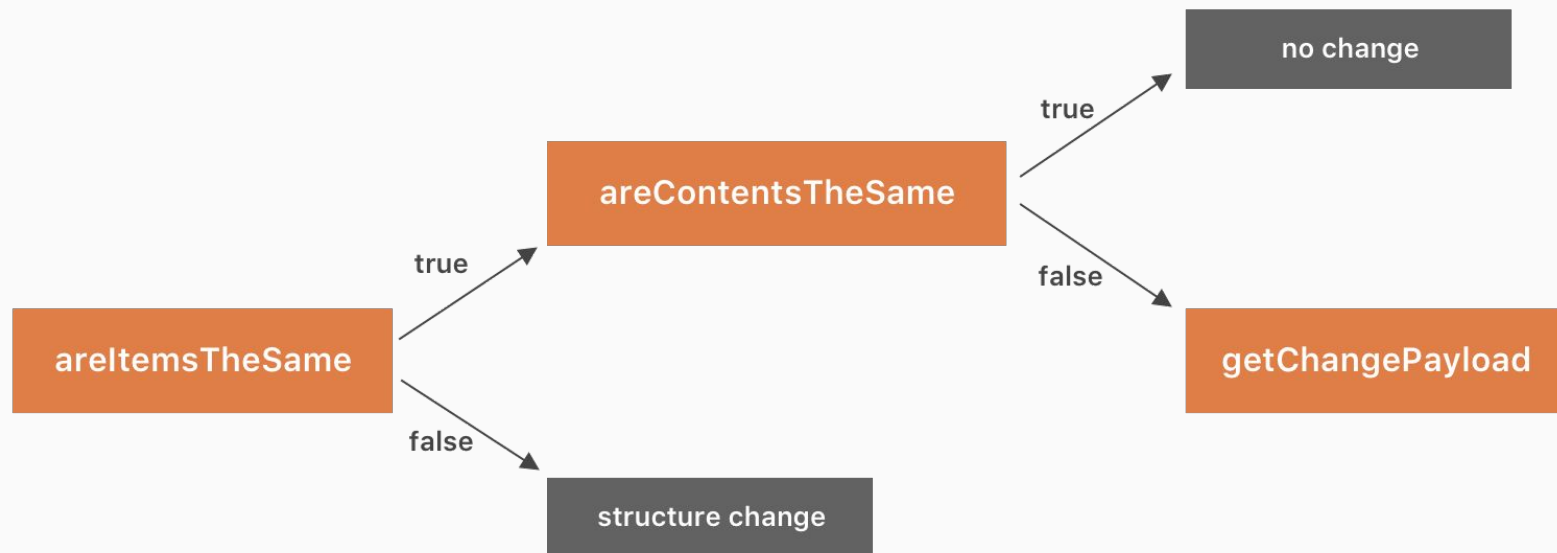 no change
true
areContentsTheSame
true
false
areItemsTheSame
getChangePayload
false
structure change